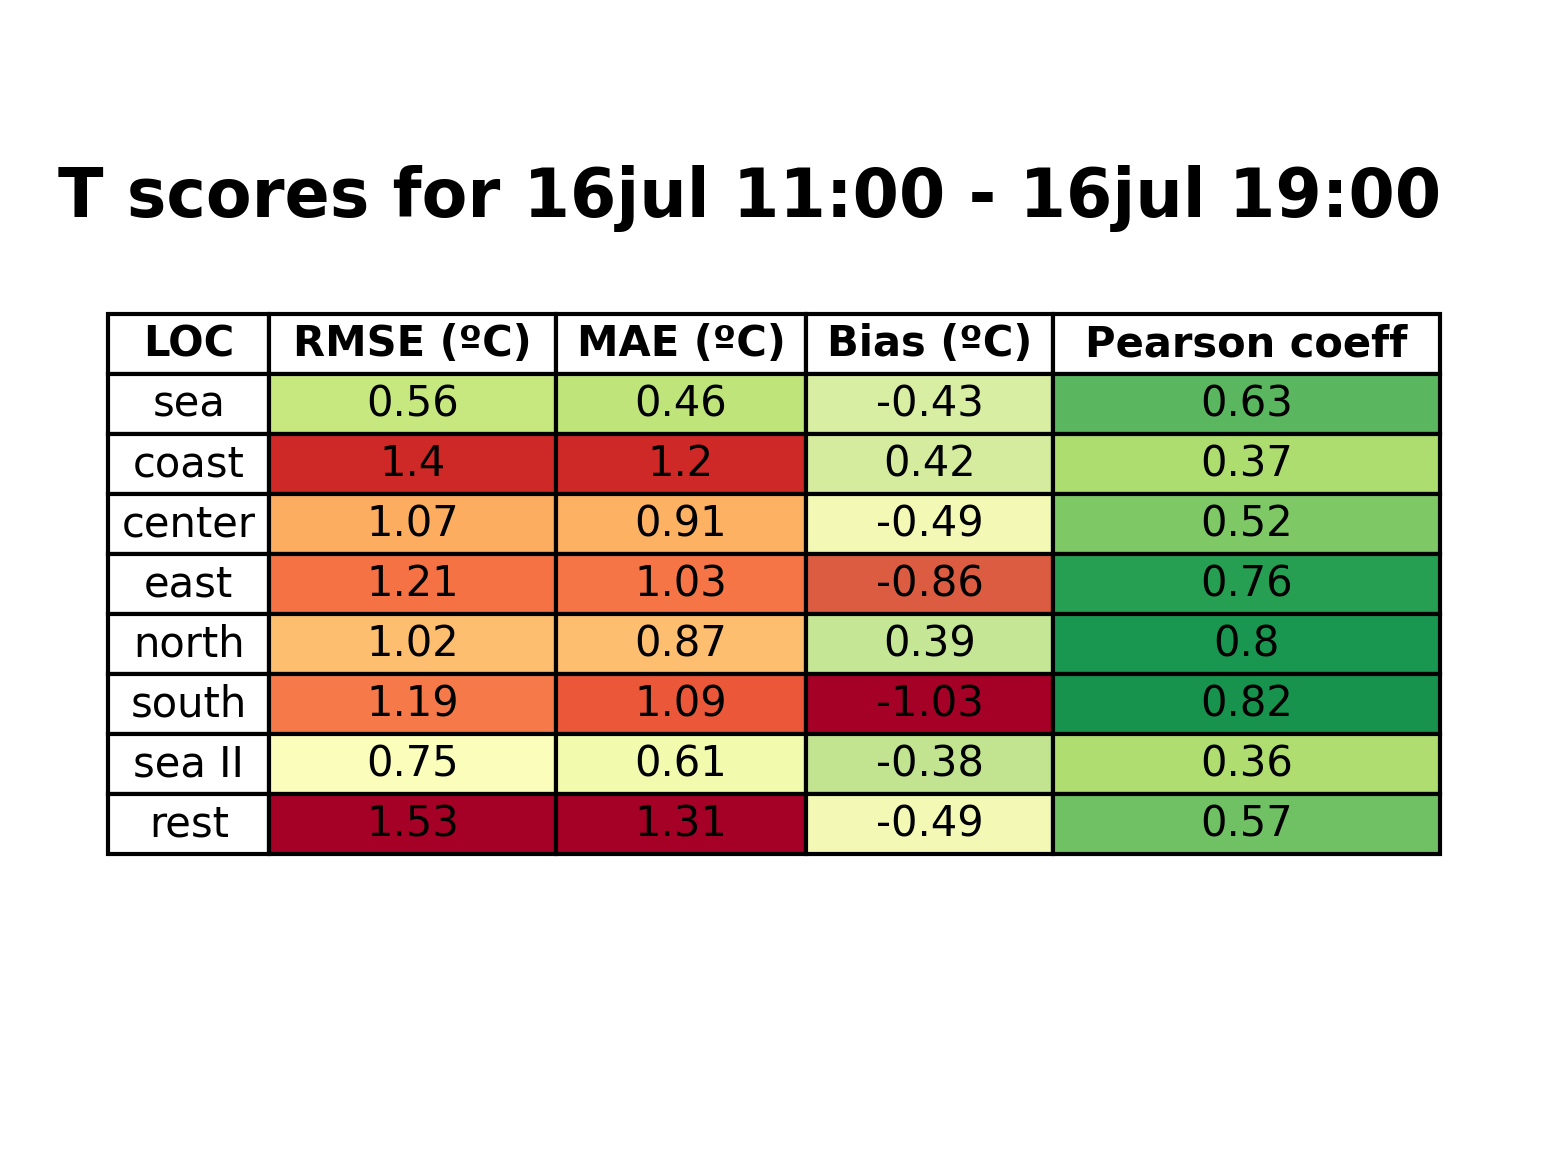 T scores for 16jul 11:00 - 16jul 19:00
LOC RMSE (ºC) MAE (ºC) Bias (ºC) Pearson coeff
sea 0.56 0.46 -0.43 0.63
coast 1.4 1.2 0.42 0.37
center 1.07 0.91 -0.49 0.52
east 1.21 1.03 -0.86 0.76
north 1.02 0.87 0.39 0.8
south 1.19 1.09 -1.03 0.82
sea II 0.75 0.61 -0.38 0.36
rest 1.53 1.31 -0.49 0.57